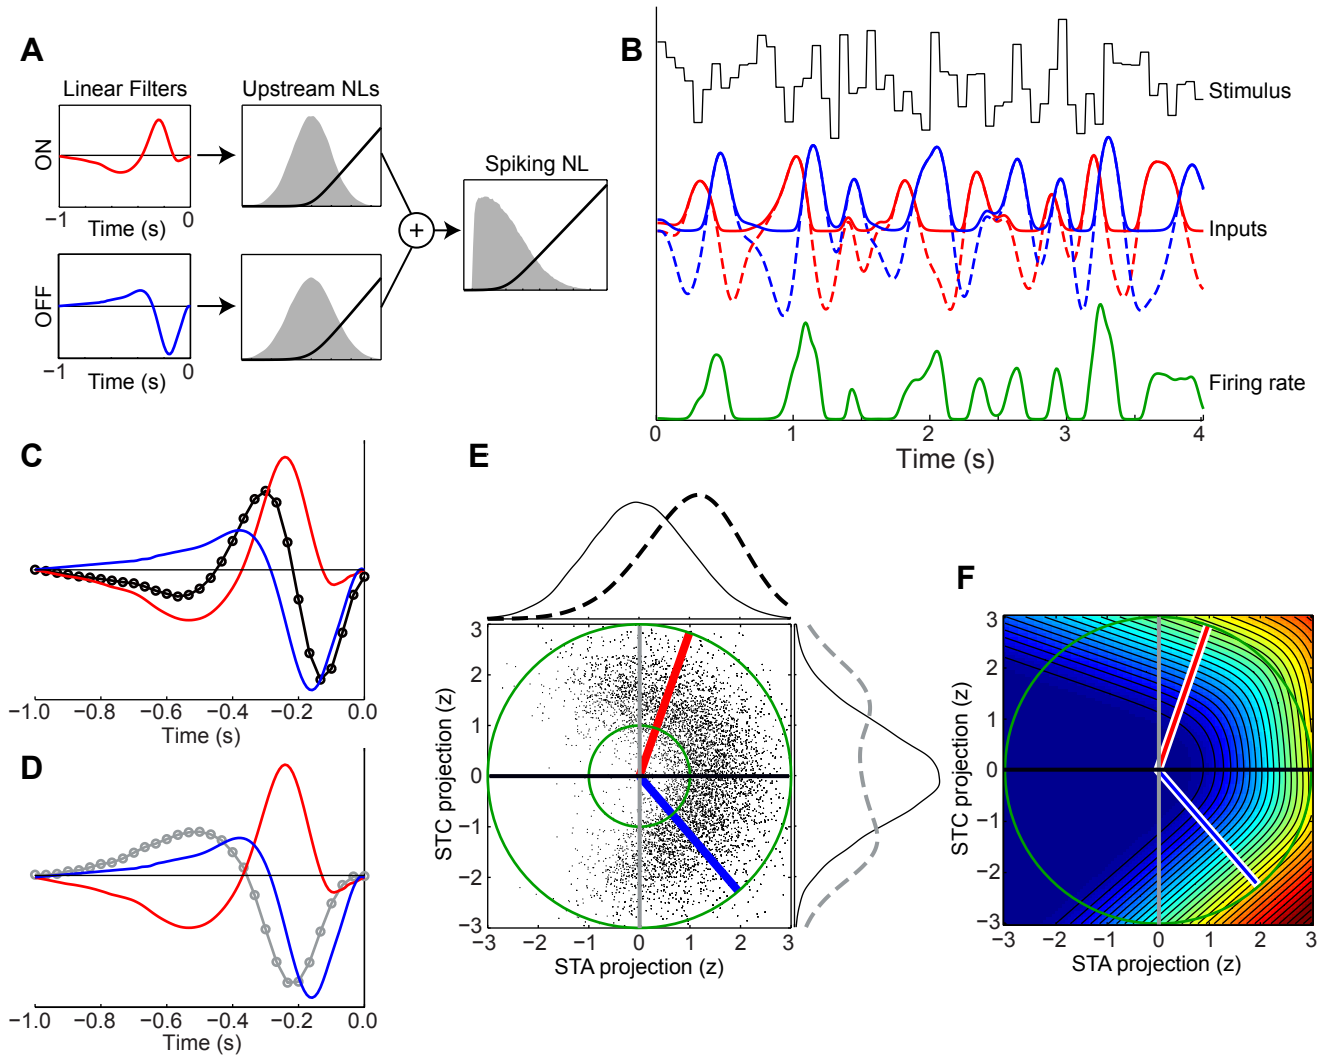 A
Linear Filters
Upstream NLs
ON
−1
0
Time (s)
OFF
−1
0
Time (s)
+
Spiking NL
B
Stimulus
Inputs
Firing rate
0
1
2
3
4
Time (s)
C
−1.0
−0.8
−0.6
−0.4
−0.2
0.0
Time (s)
D
−1.0
−0.8
−0.6
−0.4
−0.2
0.0
Time (s)
E
3
2
1
0
−1
−2
−3
STC projection (z)
−3
−2
−1
0
1
2
3
STA projection (z)
F
3
2
1
0
−1
−2
−3
STC projection (z)
−3
−2
−1
0
1
2
3
STA projection (z)